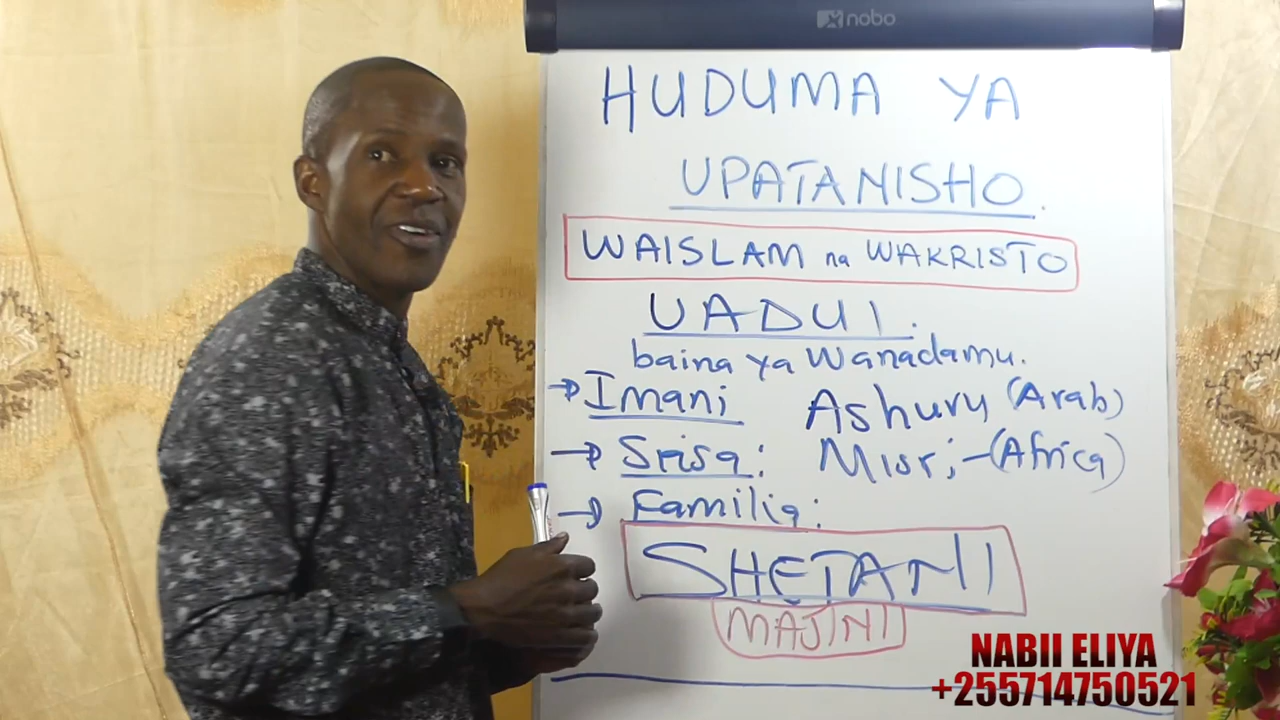 nobo
HUDUMA YA
UPATANISHO.
WAISLAM na WAKRISTO
UADUI.
baina ya Wanadamu.
→ Imani Ashuru (Arab)
→ Siasa: Misri - (Africa)
→ Familia:
SHETANI
MAJINI
NABII ELIYA
+255714750521